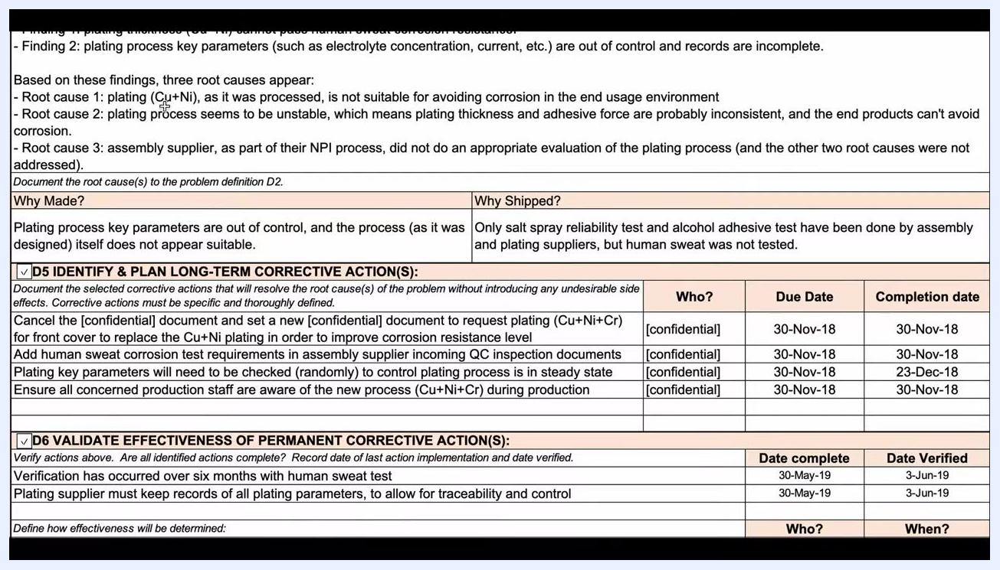 - Finding 1: plating thickness (Cu+Ni) cannot pass human sweat corrosion resistance.
- Finding 2: plating process key parameters (such as electrolyte concentration, current, etc.) are out of control and records are incomplete.
Based on these findings, three root causes appear:
- Root cause 1: plating (Cu+Ni), as it was processed, is not suitable for avoiding corrosion in the end usage environment
- Root cause 2: plating process seems to be unstable, which means plating thickness and adhesive force are probably inconsistent, and the end products can't avoid
corrosion.
- Root cause 3: assembly supplier, as part of their NPI process, did not do an appropriate evaluation of the plating process (and the other two root causes were not
addressed).
Document the root cause(s) to the problem definition D2.
Why Made? Why Shipped?
Plating process key parameters are out of control, and the process (as it was Only salt spray reliability test and alcohol adhesive test have been done by assembly
designed) itself does not appear suitable. and plating suppliers, but human sweat was not tested.
D5 IDENTIFY & PLAN LONG-TERM CORRECTIVE ACTION(S):
Document the selected corrective actions that will resolve the root cause(s) of the problem without introducing any undesirable side
effects. Corrective actions must be specific and thoroughly defined.
Who? Due Date Completion date
Cancel the [confidential] document and set a new [confidential] document to request plating (Cu+Ni+Cr)
for front cover to replace the Cu+Ni plating in order to improve corrosion resistance level
[confidential] 30-Nov-18 30-Nov-18
Add human sweat corrosion test requirements in assembly supplier incoming QC inspection documents [confidential] 30-Nov-18 30-Nov-18
Plating key parameters will need to be checked (randomly) to control plating process is in steady state [confidential] 30-Nov-18 23-Dec-18
Ensure all concerned production staff are aware of the new process (Cu+Ni+Cr) during production [confidential] 30-Nov-18 30-Nov-18
D6 VALIDATE EFFECTIVENESS OF PERMANENT CORRECTIVE ACTION(S):
Verify actions above. Are all identified actions complete? Record date of last action implementation and date verified. Date complete Date Verified
Verification has occurred over six months with human sweat test 30-May-19 3-Jun-19
Plating supplier must keep records of all plating parameters, to allow for traceability and control 30-May-19 3-Jun-19
Define how effectiveness will be determined: Who? When?